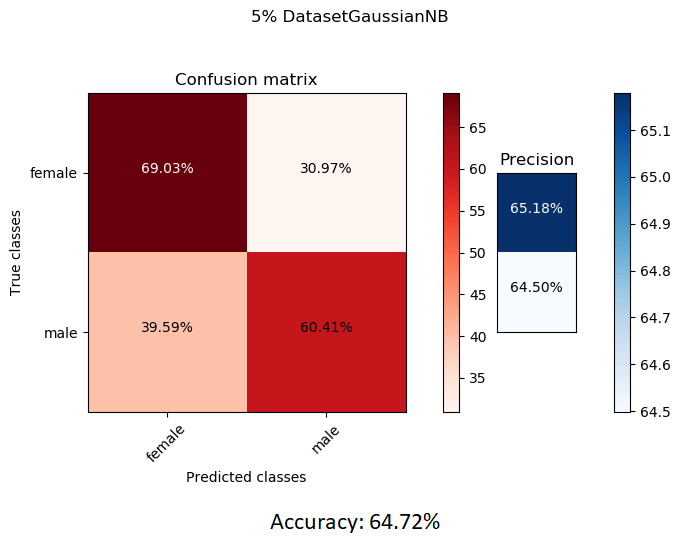 5% DatasetGaussianNB
Confusion matrix
True classes
female
male
69.03%
30.97%
39.59%
60.41%
female
male
Predicted classes
65
60
55
50
45
40
35
Precision
65.18%
64.50%
65.1
65.0
64.9
64.8
64.7
64.6
64.5
Accuracy: 64.72%